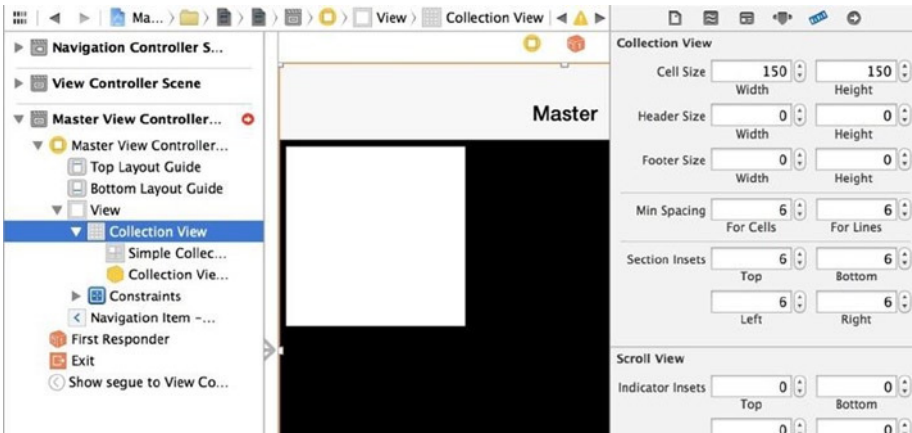 Ma...
View
Collection View
Navigation Controller S...
View Controller Scene
Master View Controller...
Master View Controller...
Top Layout Guide
Bottom Layout Guide
View
Collection View
Simple Collec...
Collection Vie...
Constraints
Navigation Item -...
First Responder
Exit
Show segue to View Co...
Master
Collection View
Cell Size 150 150
Width Height
Header Size 0 0
Width Height
Footer Size 0 0
Width Height
Min Spacing 6 6
For Cells For Lines
Section Insets 6 6
Top Bottom
6 6
Left Right
Scroll View
Indicator Insets 0 0
Top Bottom
0 0